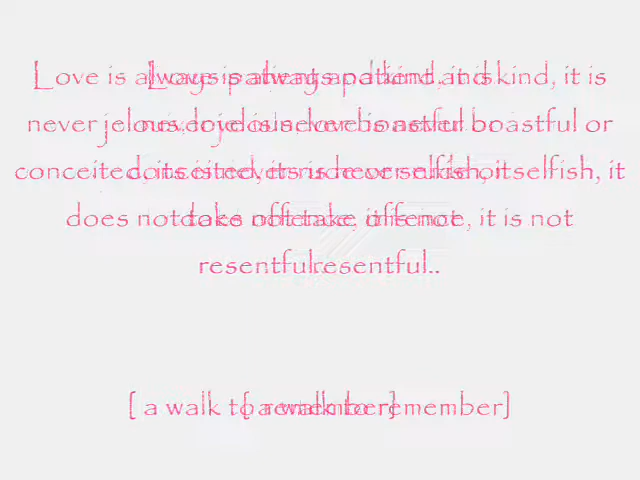 Love is always patient and kind, it is
never jelous, love is never boastful or
conceited, it is never rude or selfish, it
does not take offence, it is not
resentful..
[ a walk to remember]